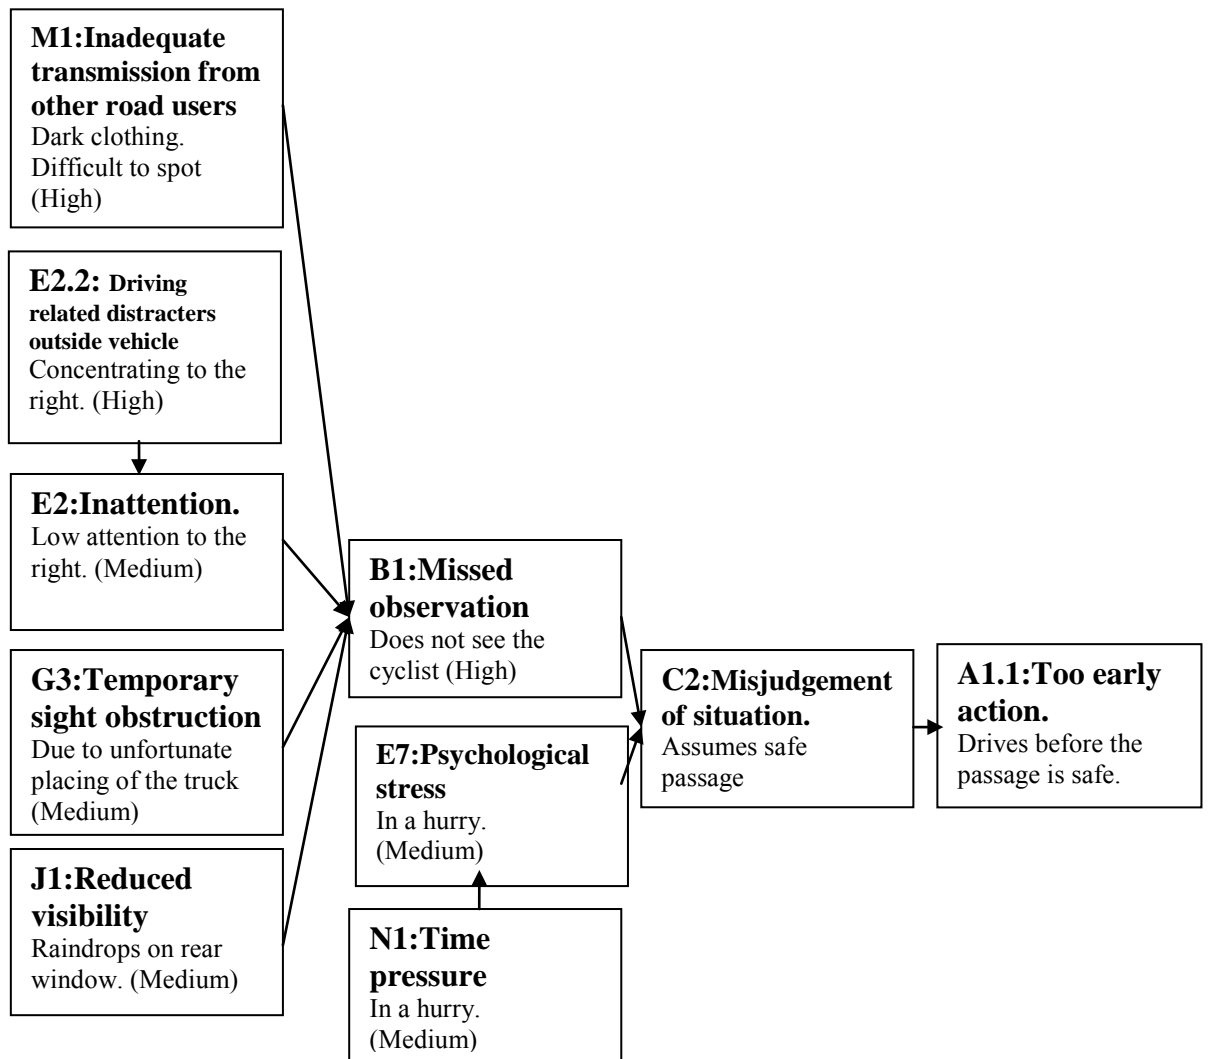 M1:Inadequate
transmission from
other road users
Dark clothing.
Difficult to spot
(High)
E2.2: Driving
related distracters
outside vehicle
Concentrating to the
right. (High)
E2:Inattention.
Low attention to the
right. (Medium)
G3:Temporary
sight obstruction
Due to unfortunate
placing of the truck
(Medium)
J1:Reduced
visibility
Raindrops on rear
window. (Medium)
B1:Missed
observation
Does not see the
cyclist (High)
E7:Psychological
stress
In a hurry.
(Medium)
N1:Time
pressure
In a hurry.
(Medium)
C2:Misjudgement
of situation.
Assumes safe
passage
A1.1:Too early
action.
Drives before the
passage is safe.